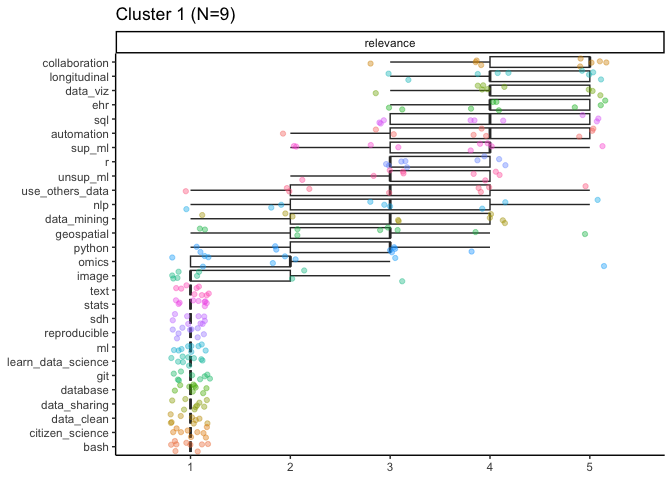 Cluster 1 (N=9)
relevance
collaboration
longitudinal
data_viz
ehr
sql
automation
sup_ml
r
unsup_ml
use_others_data
nlp
data_mining
geospatial
python
omics
image
text
stats
sdh
reproducible
ml
learn_data_science
git
database
data_sharing
data_clean
citizen_science
bash
1 2 3 4 5